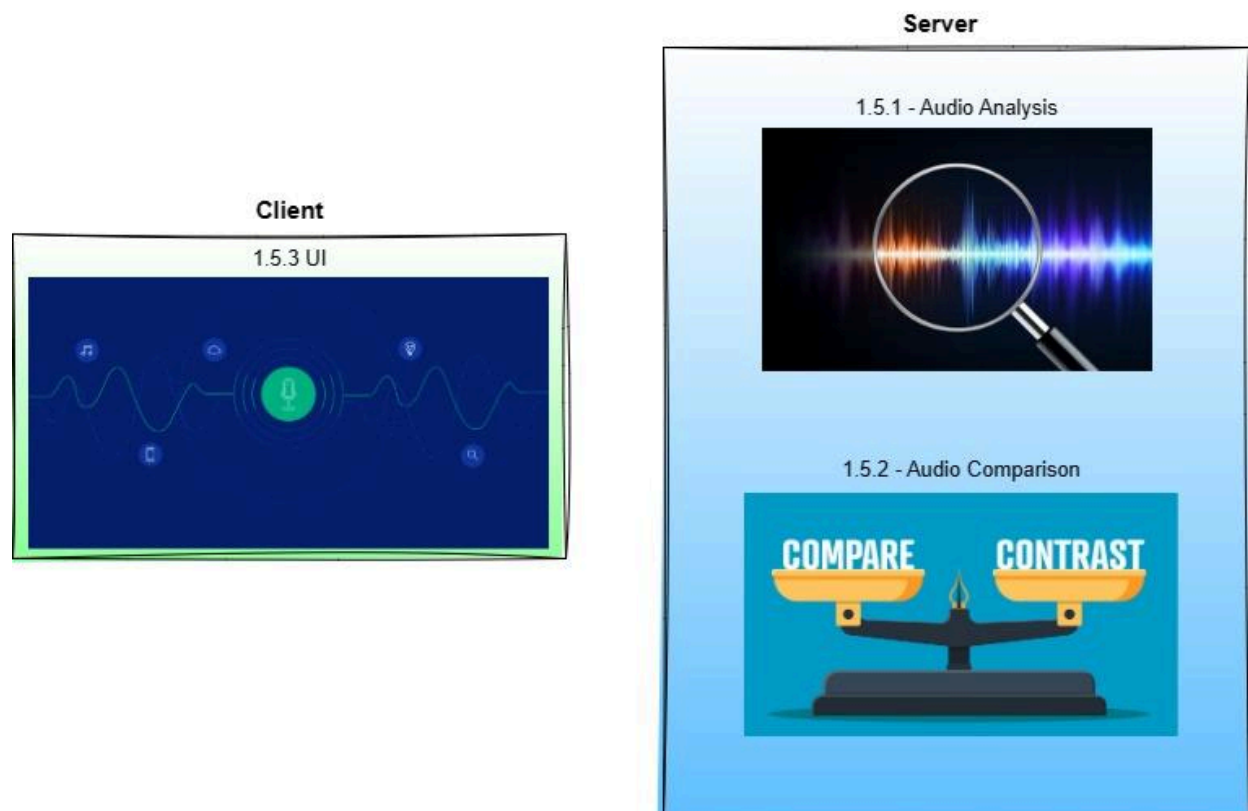 Server
1.5.1 - Audio Analysis
Client
1.5.3 UI
1.5.2 - Audio Comparison
COMPARE CONTRAST